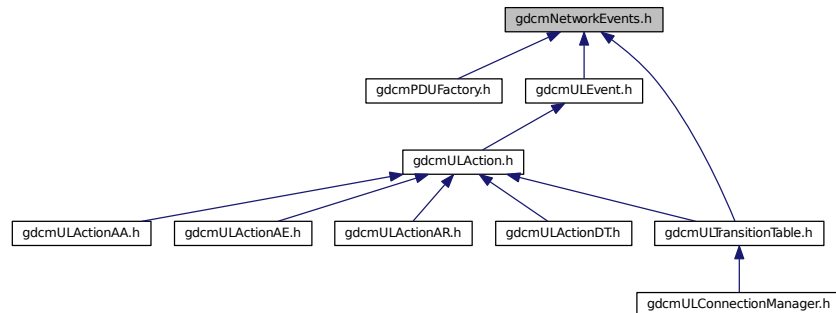 gdcmNetworkEvents.h
gdcmPDUFactory.h
gdcmULEvent.h
gdcmULAction.h
gdcmULActionAA.h
gdcmULActionAE.h
gdcmULActionAR.h
gdcmULActionDT.h
gdcmULTransitionTable.h
gdcmULConnectionManager.h